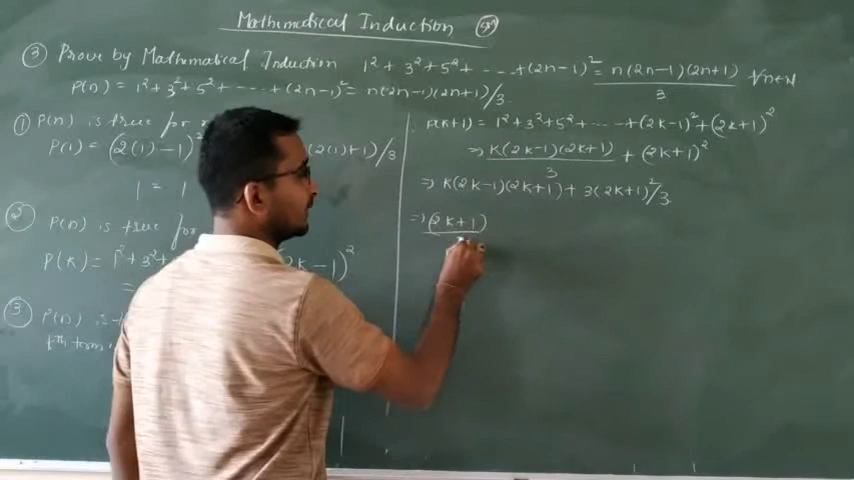 Mathematical Induction
③ Prove by Mathematical Induction 1² + 3² + 5² + ---- + (2n-1)² = n(2n-1)(2n+1)/3 ∀n∈N
P(n) = 1² + 3² + 5² + ---- + (2n-1)² = n(2n-1)(2n+1)/3
① P(n) is true for
P(1) = (2(1)-1)² (2(1)+1)/3
1 = 1
② P(n) is true for
P(k) = 1² + 3² + (2k-1)²
=
③ P(n) is
P(k+1) = 1² + 3² + 5² + ---- + (2k-1)² + (2k+1)²
⇒ k(2k-1)(2k+1)/3 + (2k+1)²
⇒ k(2k-1)(2k+1) + 3(2k+1)²/3
⇒ (2k+1)